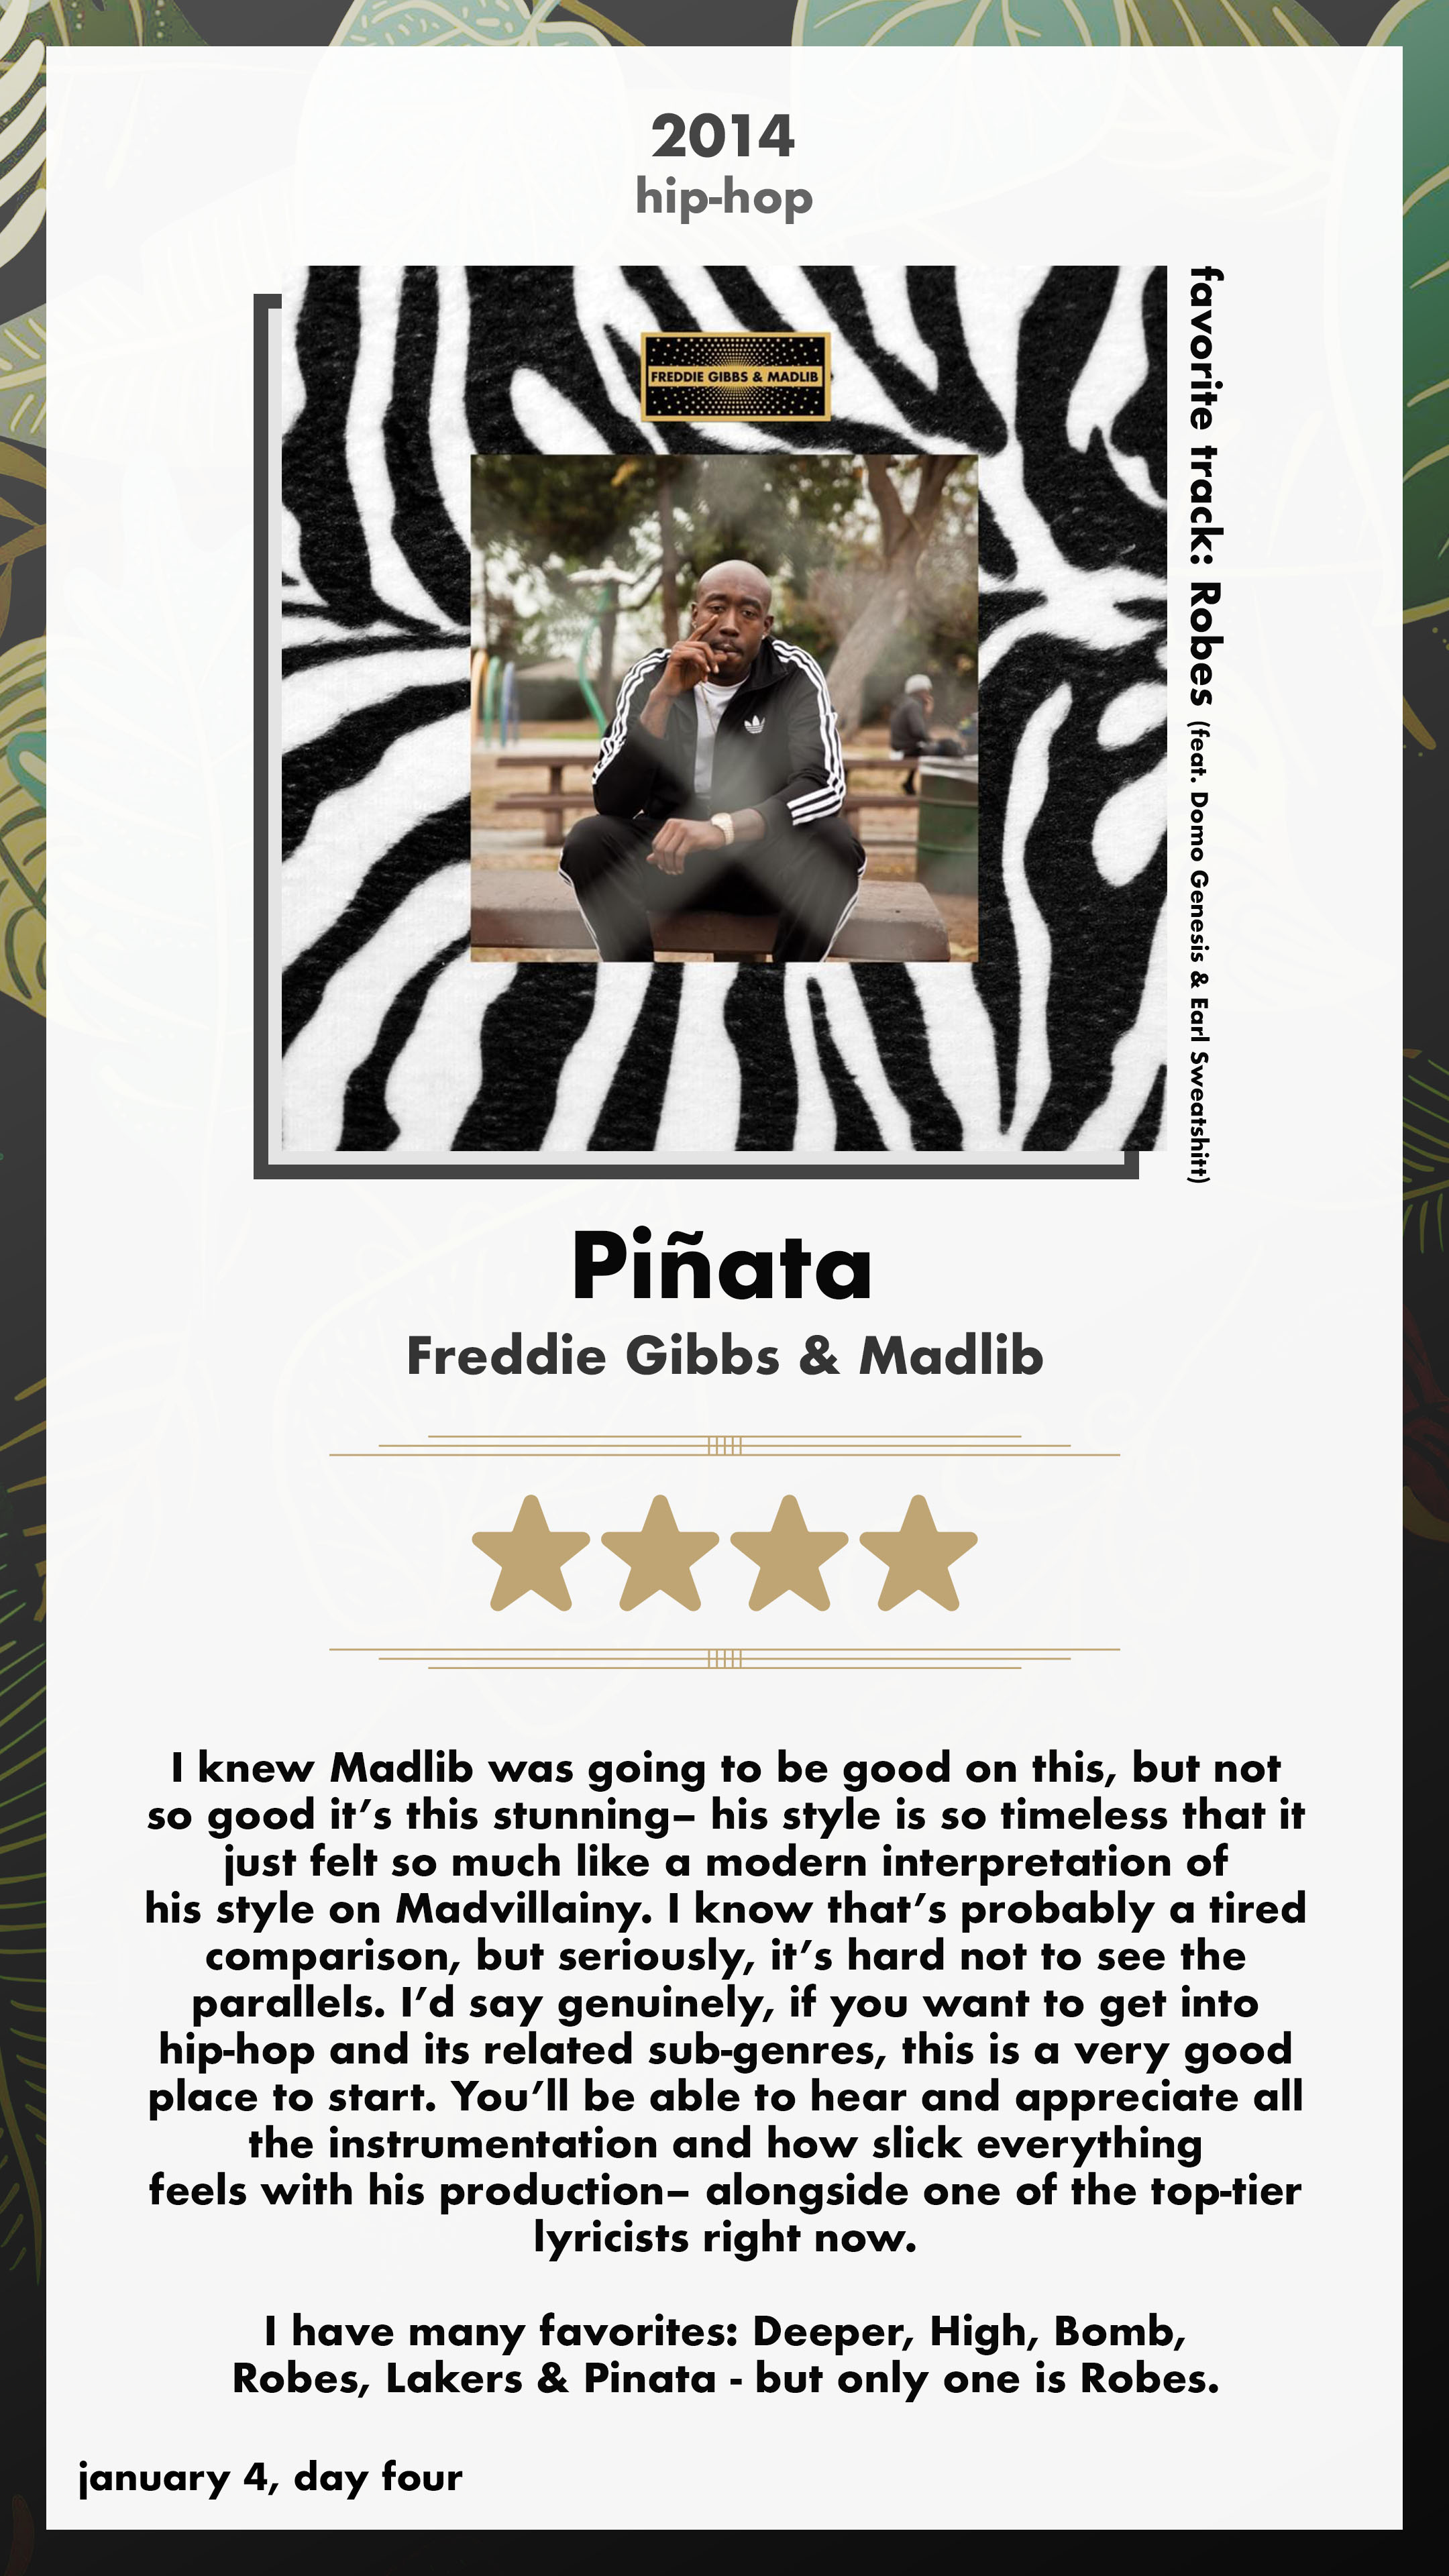 2014
hip-hop
FREDDIE GIBBS & MADLIB
favorite track: Robes (feat. Domo Genesis & Earl Sweatshitt)
Piñata
Freddie Gibbs & Madlib
I knew Madlib was going to be good on this, but not
so good it’s this stunning– his style is so timeless that it
just felt so much like a modern interpretation of
his style on Madvillainy. I know that’s probably a tired
comparison, but seriously, it’s hard not to see the
parallels. I’d say genuinely, if you want to get into
hip-hop and its related sub-genres, this is a very good
place to start. You’ll be able to hear and appreciate all
the instrumentation and how slick everything
feels with his production– alongside one of the top-tier
lyricists right now.
I have many favorites: Deeper, High, Bomb,
Robes, Lakers & Pinata - but only one is Robes.
january 4, day four